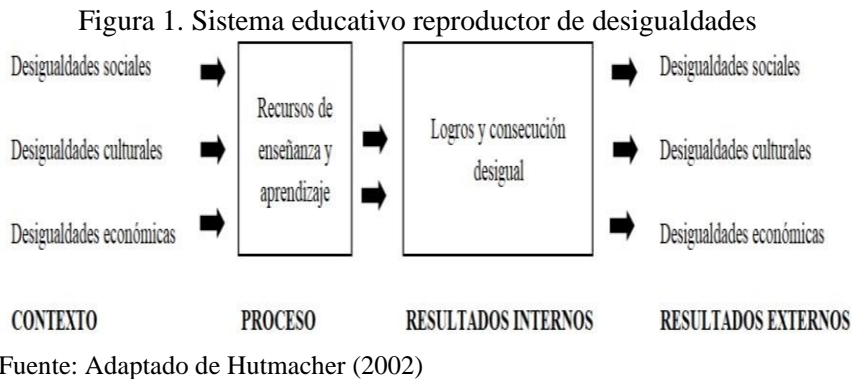 Figura 1. Sistema educativo reproductor de desigualdades
Desigualdades sociales
Desigualdades culturales
Desigualdades económicas
Recursos de
enseñanza y
aprendizaje
Logros y consecución
desigual
Desigualdades sociales
Desigualdades culturales
Desigualdades económicas
CONTEXTO
PROCESO
RESULTADOS INTERNOS
RESULTADOS EXTERNOS
Fuente: Adaptado de Hutmacher (2002)